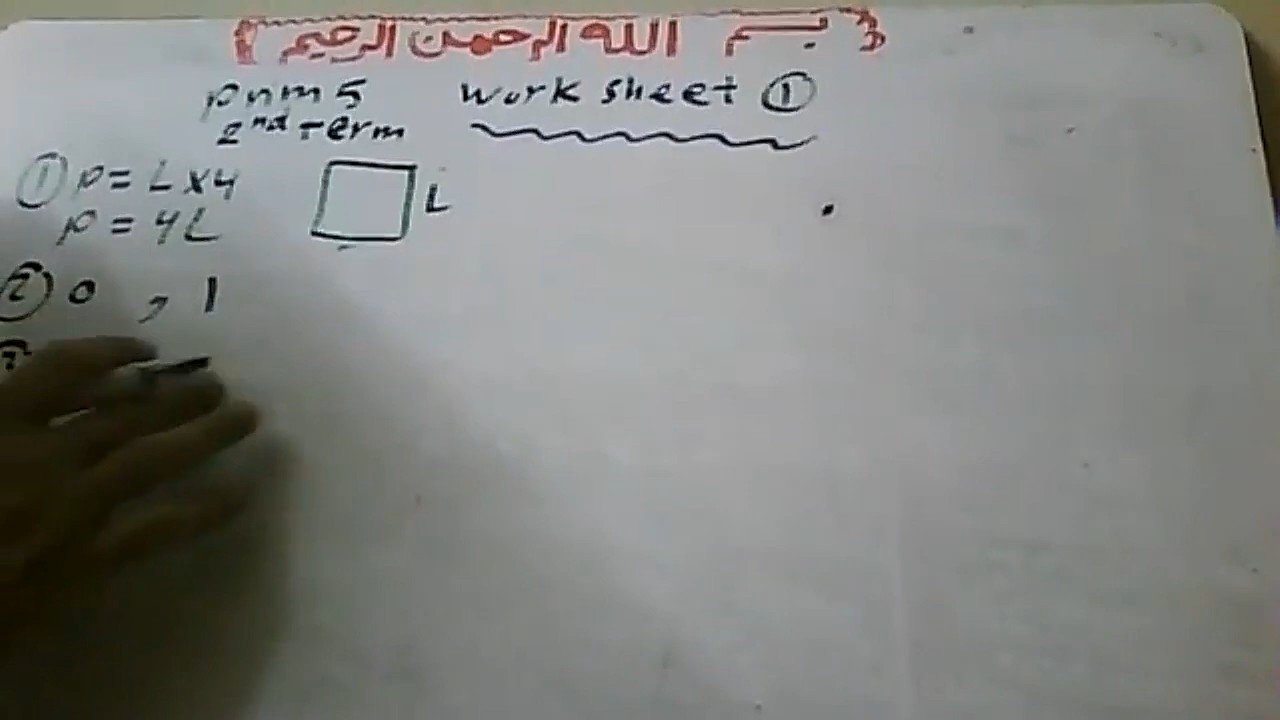 { بسم الله الرحمن الرحيم }
pnm5 work sheet ①
2nd term
① p = L x 4
p = 4L
L
② 0 , 1